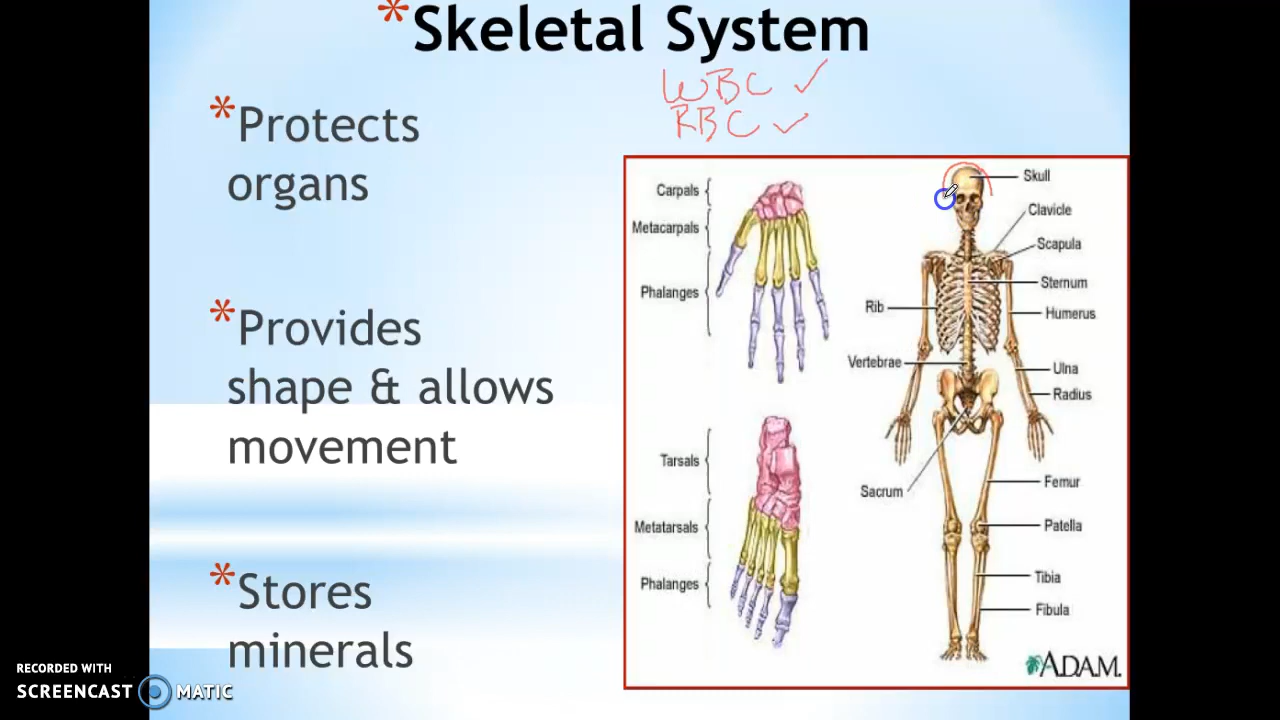 *Skeletal System
WBC ✓
RBC ✓
*Protects
organs
*Provides
shape & allows
movement
*Stores
minerals
Carpals
Metacarpals
Phalanges
Tarsals
Metatarsals
Phalanges
Skull
Clavicle
Scapula
Sternum
Rib
Humerus
Vertebrae
Ulna
Radius
Sacrum
Femur
Patella
Tibia
Fibula
A.D.A.M.
RECORDED WITH
SCREENCAST MATIC